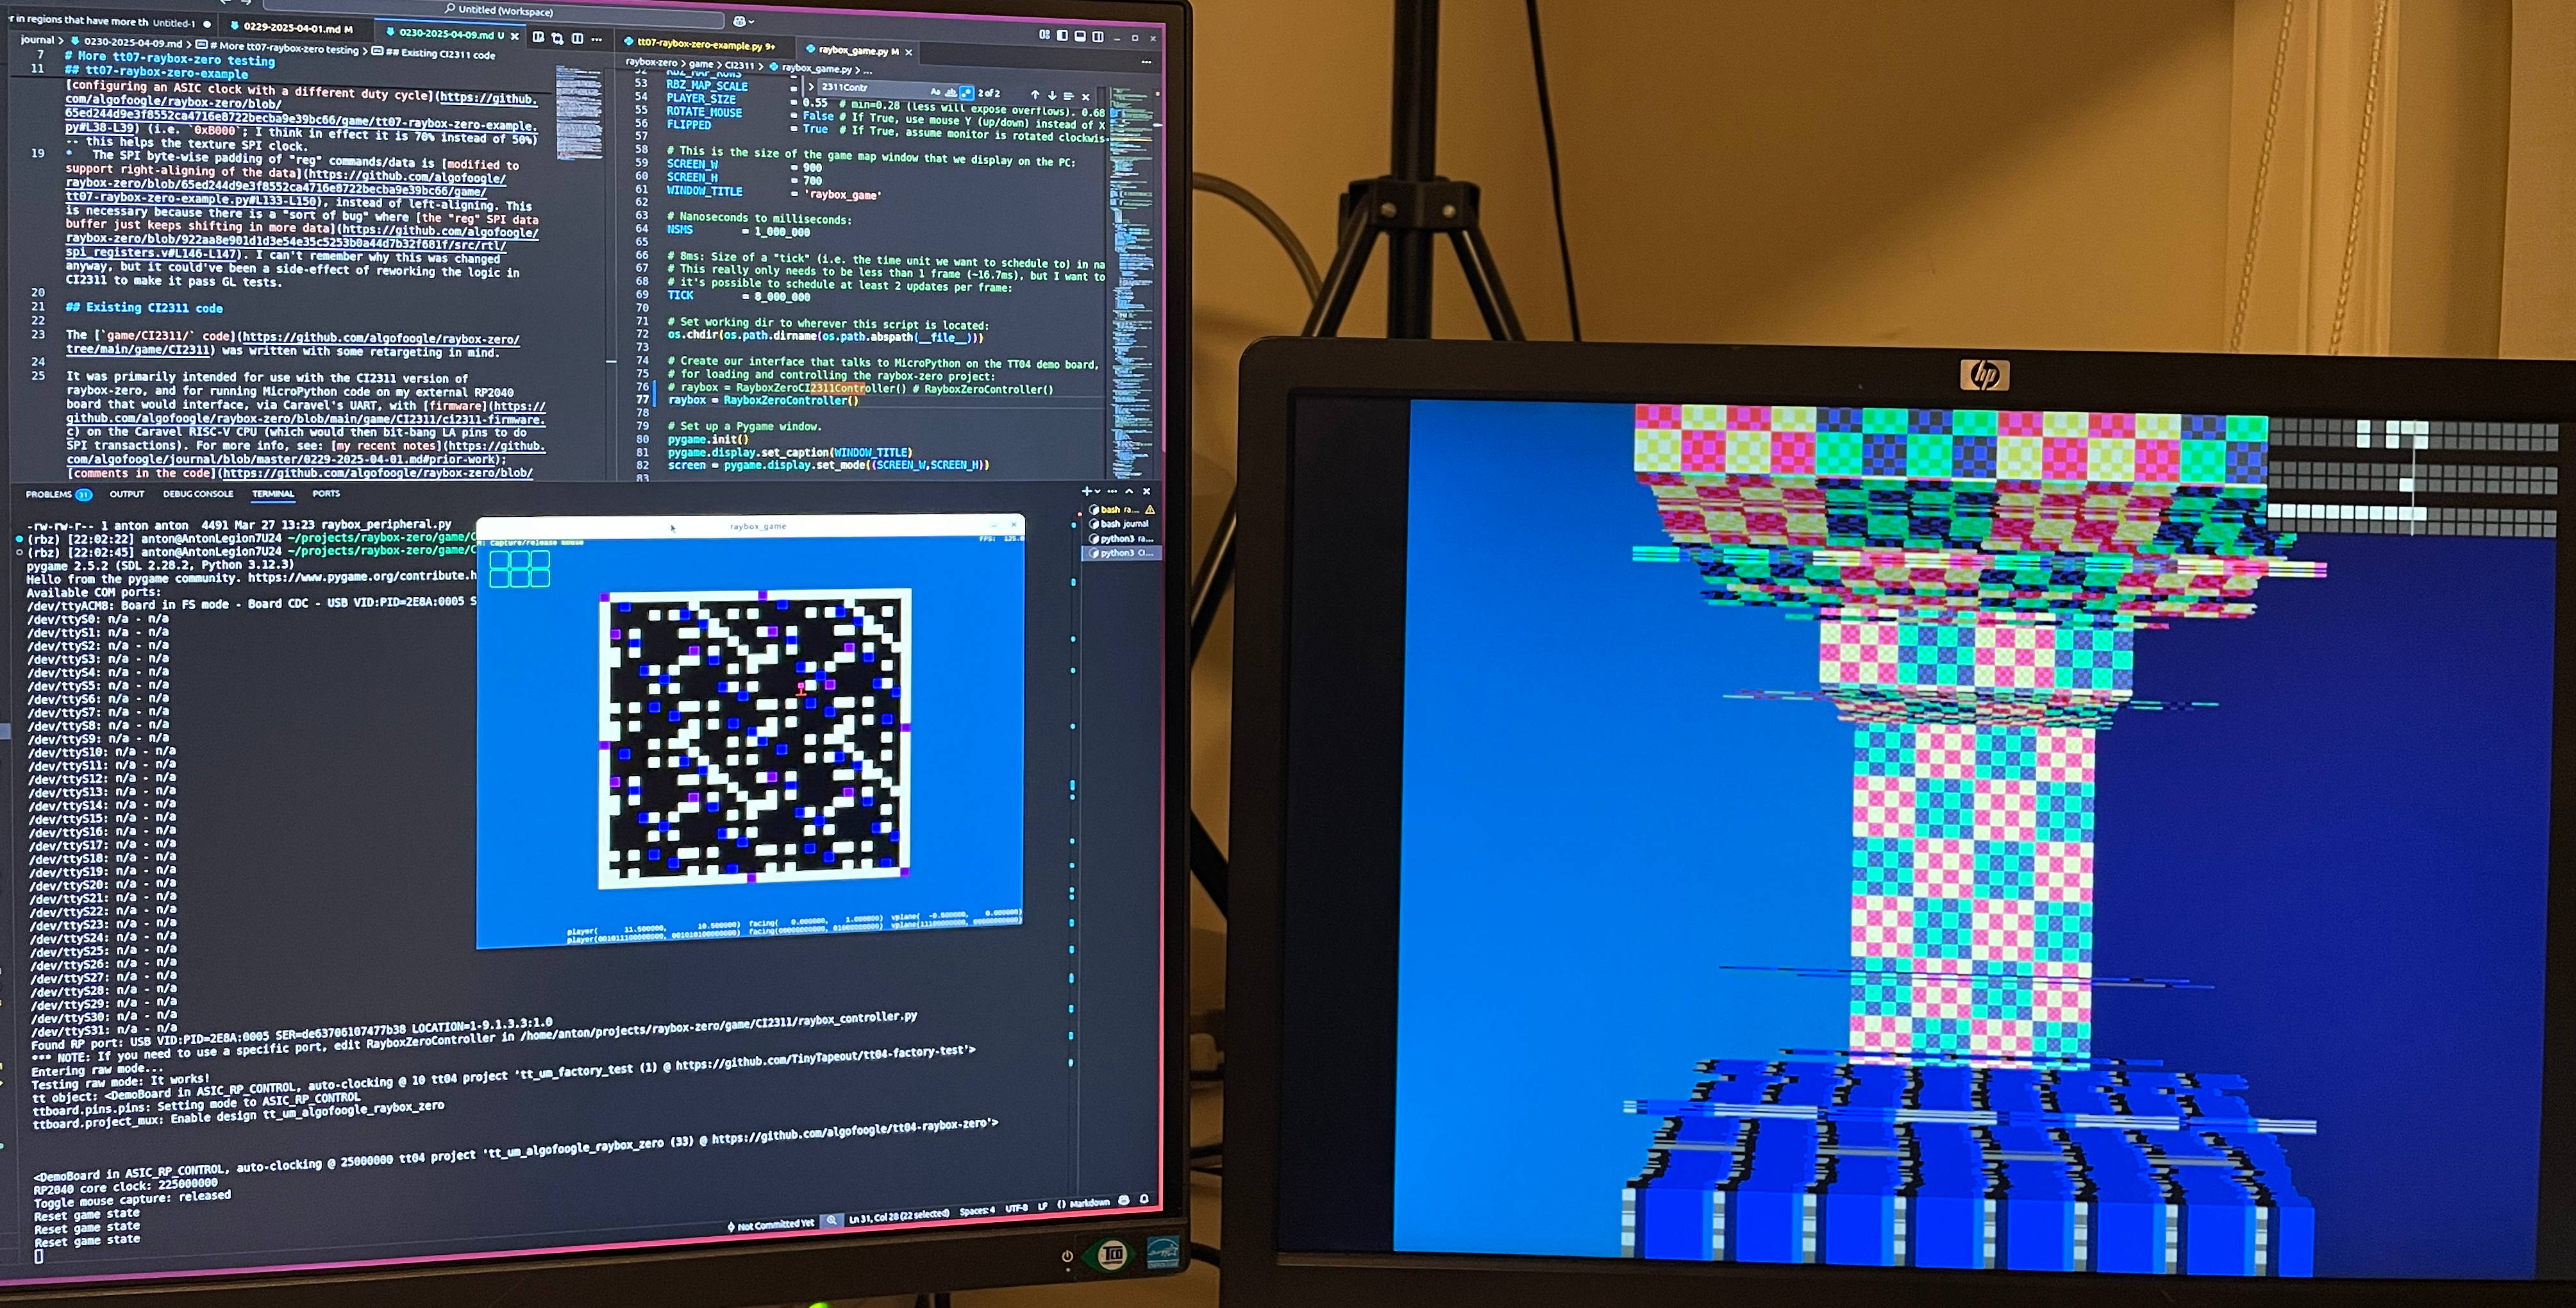 Untitled (Workspace)
r in regions that have more th Untitled-1
0229-2025-04-01.md M
0230-2025-04-09.md U
journal > 0230-2025-04-09.md > # More tt07-raybox-zero testing > ## Existing CI2311 code
7 # More tt07-raybox-zero testing
11 ## tt07-raybox-zero-example
[configuring an ASIC clock with a different duty cycle](https://github.
com/algofoogle/raybox-zero/blob/
65ed244d9e3f8552ca4716e8722becba9e39bc66/game/tt07-raybox-zero-example.
py#L38-L39) (i.e. `0xB000`; I think in effect it is 70% instead of 50%)
-- this helps the texture SPI clock.
19 * The SPI byte-wise padding of "reg" commands/data is [modified to
support right-aligning of the data](https://github.com/algofoogle/
raybox-zero/blob/65ed244d9e3f8552ca4716e8722becba9e39bc66/game/
tt07-raybox-zero-example.py#L133-L150), instead of left-aligning. This
is necessary because there is a "sort of bug" where [the "reg" SPI data
buffer just keeps shifting in more data](https://github.com/algofoogle/
raybox-zero/blob/922aa8e901d1d3e54e35c5253b0a44d7b32f681f/src/rtl/
spi_registers.v#L146-L147). I can't remember why this was changed
anyway, but it could've been a side-effect of reworking the logic in
CI2311 to make it pass GL tests.
20
21 ## Existing CI2311 code
22
23 The [`game/CI2311/` code](https://github.com/algofoogle/raybox-zero/
tree/main/game/CI2311) was written with some retargeting in mind.
24
25 It was primarily intended for use with the CI2311 version of
raybox-zero, and for running MicroPython code on my external RP2040
board that would interface, via Caravel's UART, with [firmware](https://
github.com/algofoogle/raybox-zero/blob/main/game/CI2311/ci2311-firmware.
c) on the Caravel RISC-V CPU (which would then bit-bang LA pins to do
SPI transactions). For more info, see: [my recent notes](https://github.
com/algofoogle/journal/blob/master/0229-2025-04-01.md#prior-work);
[comments in the code](https://github.com/algofoogle/raybox-zero/blob/
tt07-raybox-zero-example.py 9+
raybox_game.py M
raybox-zero > game > CI2311 > raybox_game.py > ...
2311Contr
Aa ab 2 of 2
52 RBZ_MAP_ROWS =
53 RBZ_MAP_SCALE =
54 PLAYER_SIZE = 0.55 # min=0.28 (less will expose overflows). 0.68
55 ROTATE_MOUSE = False # If True, use mouse Y (up/down) instead of X
56 FLIPPED = True # If True, assume monitor is rotated clockwis
57
58 # This is the size of the game map window that we display on the PC:
59 SCREEN_W = 900
60 SCREEN_H = 700
61 WINDOW_TITLE = 'raybox_game'
62
63 # Nanoseconds to milliseconds:
64 NSMS = 1_000_000
65
66 # 8ms: Size of a "tick" (i.e. the time unit we want to schedule to) in na
67 # This really only needs to be less than 1 frame (~16.7ms), but I want to
68 # it's possible to schedule at least 2 updates per frame:
69 TICK = 8_000_000
70
71 # Set working dir to wherever this script is located:
72 os.chdir(os.path.dirname(os.path.abspath(__file__)))
73
74 # Create our interface that talks to MicroPython on the TT04 demo board,
75 # for loading and controlling the raybox-zero project:
76 # raybox = RayboxZeroCI2311Controller() # RayboxZeroController()
77 raybox = RayboxZeroController()
78
79 # Set up a Pygame window.
80 pygame.init()
81 pygame.display.set_caption(WINDOW_TITLE)
82 screen = pygame.display.set_mode((SCREEN_W,SCREEN_H))
83
PROBLEMS 31 OUTPUT DEBUG CONSOLE TERMINAL PORTS
bash ra...
bash journal
python3 ra...
python3 CI...
-rw-rw-r-- 1 anton anton 4491 Mar 27 13:23 raybox_peripheral.py
(rbz) [22:02:22] anton@AntonLegion7U24 ~/projects/raybox-zero/game/C
(rbz) [22:02:45] anton@AntonLegion7U24 ~/projects/raybox-zero/game/C
pygame 2.5.2 (SDL 2.28.2, Python 3.12.3)
Hello from the pygame community. https://www.pygame.org/contribute.h
Available COM ports:
/dev/ttyACM8: Board in FS mode - Board CDC - USB VID:PID=2E8A:0005 S
/dev/ttyS0: n/a - n/a
/dev/ttyS1: n/a - n/a
/dev/ttyS2: n/a - n/a
/dev/ttyS3: n/a - n/a
/dev/ttyS4: n/a - n/a
/dev/ttyS5: n/a - n/a
/dev/ttyS6: n/a - n/a
/dev/ttyS7: n/a - n/a
/dev/ttyS8: n/a - n/a
/dev/ttyS9: n/a - n/a
/dev/ttyS10: n/a - n/a
/dev/ttyS11: n/a - n/a
/dev/ttyS12: n/a - n/a
/dev/ttyS13: n/a - n/a
/dev/ttyS14: n/a - n/a
/dev/ttyS15: n/a - n/a
/dev/ttyS16: n/a - n/a
/dev/ttyS17: n/a - n/a
/dev/ttyS18: n/a - n/a
/dev/ttyS19: n/a - n/a
/dev/ttyS20: n/a - n/a
/dev/ttyS21: n/a - n/a
/dev/ttyS22: n/a - n/a
/dev/ttyS23: n/a - n/a
/dev/ttyS24: n/a - n/a
/dev/ttyS25: n/a - n/a
/dev/ttyS26: n/a - n/a
/dev/ttyS27: n/a - n/a
/dev/ttyS28: n/a - n/a
/dev/ttyS29: n/a - n/a
/dev/ttyS30: n/a - n/a
/dev/ttyS31: n/a - n/a
Found RP port: USB VID:PID=2E8A:0005 SER=de63706107477b38 LOCATION=1-9.1.3.3:1.0
*** NOTE: If you need to use a specific port, edit RayboxZeroController in /home/anton/projects/raybox-zero/game/CI2311/raybox_controller.py
Entering raw mode...
Testing raw mode: It works!
tt object: <DemoBoard in ASIC_RP_CONTROL, auto-clocking @ 10 tt04 project 'tt_um_factory_test (1) @ https://github.com/TinyTapeout/tt04-factory-test'>
ttboard.pins.pins: Setting mode to ASIC_RP_CONTROL
ttboard.project_mux: Enable design tt_um_algofoogle_raybox_zero
<DemoBoard in ASIC_RP_CONTROL, auto-clocking @ 25000000 tt04 project 'tt_um_algofoogle_raybox_zero (33) @ https://github.com/algofoogle/tt04-raybox-zero'>
RP2040 core clock: 225000000
Toggle mouse capture: released
Reset game state
Reset game state
Reset game state
raybox_game
M: Capture/release mouse
FPS: 125.0
player( 11.500000, 10.500000) facing( 0.000000, 1.000000) vplane( -0.500000, 0.000000)
Not Committed Yet
Ln 31, Col 28 (22 selected)
Spaces: 4
UTF-8
LF
{ } Markdown
TCO
hp